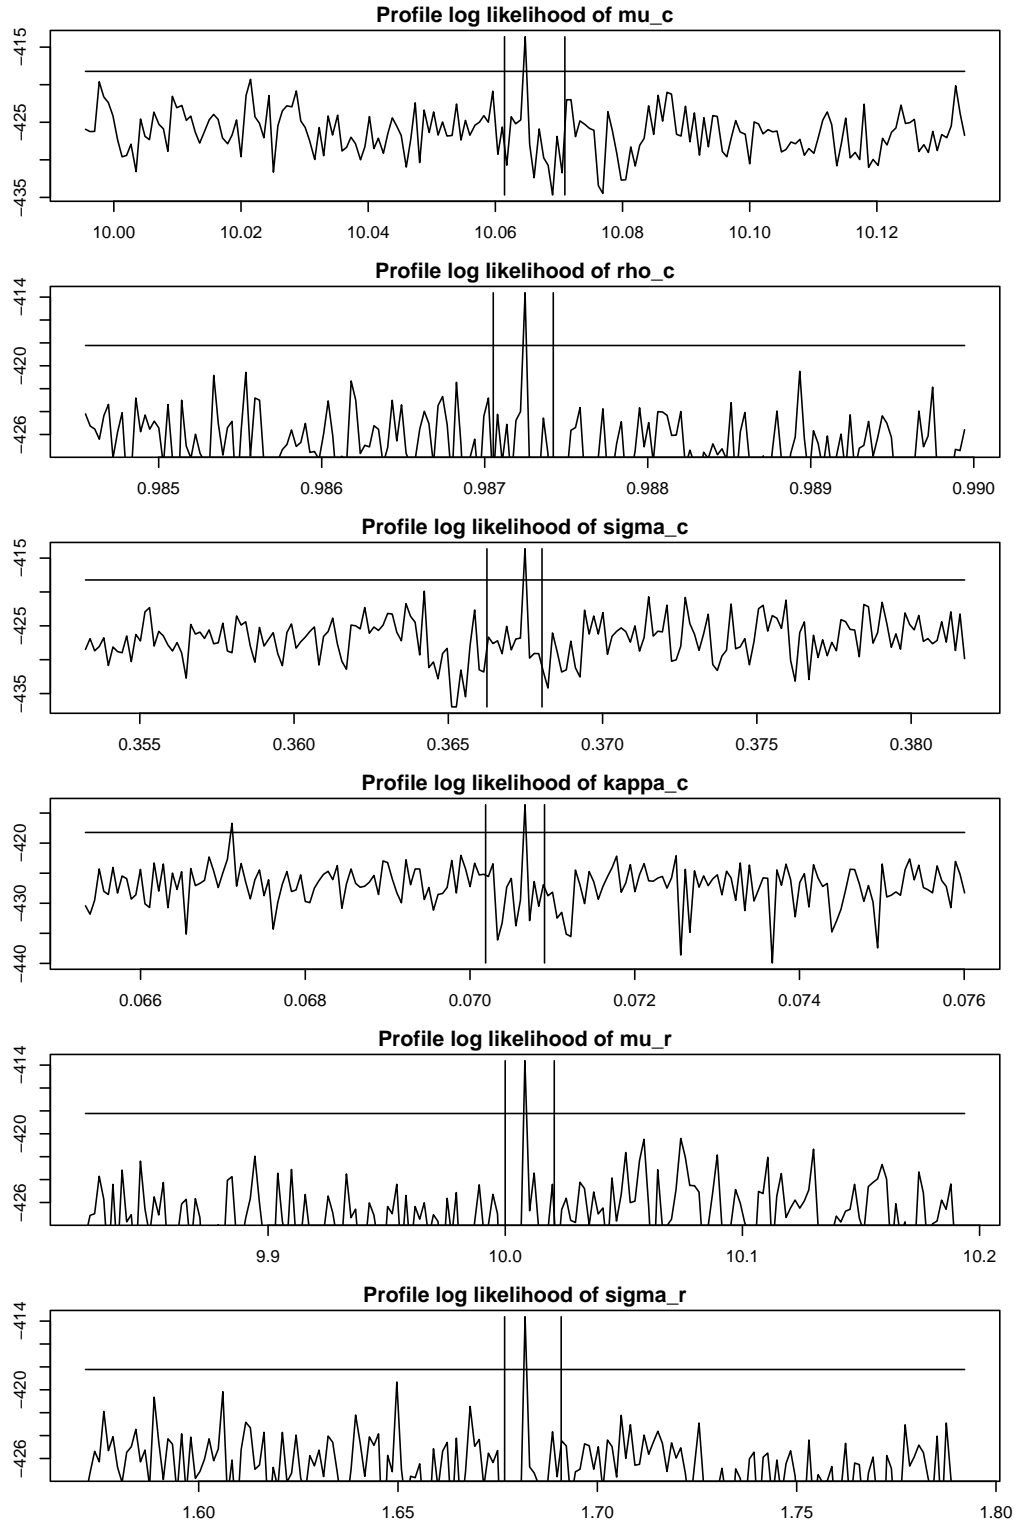 Profile log likelihood of mu_c
−415
−425
−435
10.00 10.02 10.04 10.06 10.08 10.10 10.12
Profile log likelihood of rho_c
−414
−420
−426
0.985 0.986 0.987 0.988 0.989 0.990
Profile log likelihood of sigma_c
−415
−425
−435
0.355 0.360 0.365 0.370 0.375 0.380
Profile log likelihood of kappa_c
−420
−430
−440
0.066 0.068 0.070 0.072 0.074 0.076
Profile log likelihood of mu_r
−414
−420
−426
9.9 10.0 10.1 10.2
Profile log likelihood of sigma_r
−414
−420
−426
1.60 1.65 1.70 1.75 1.80